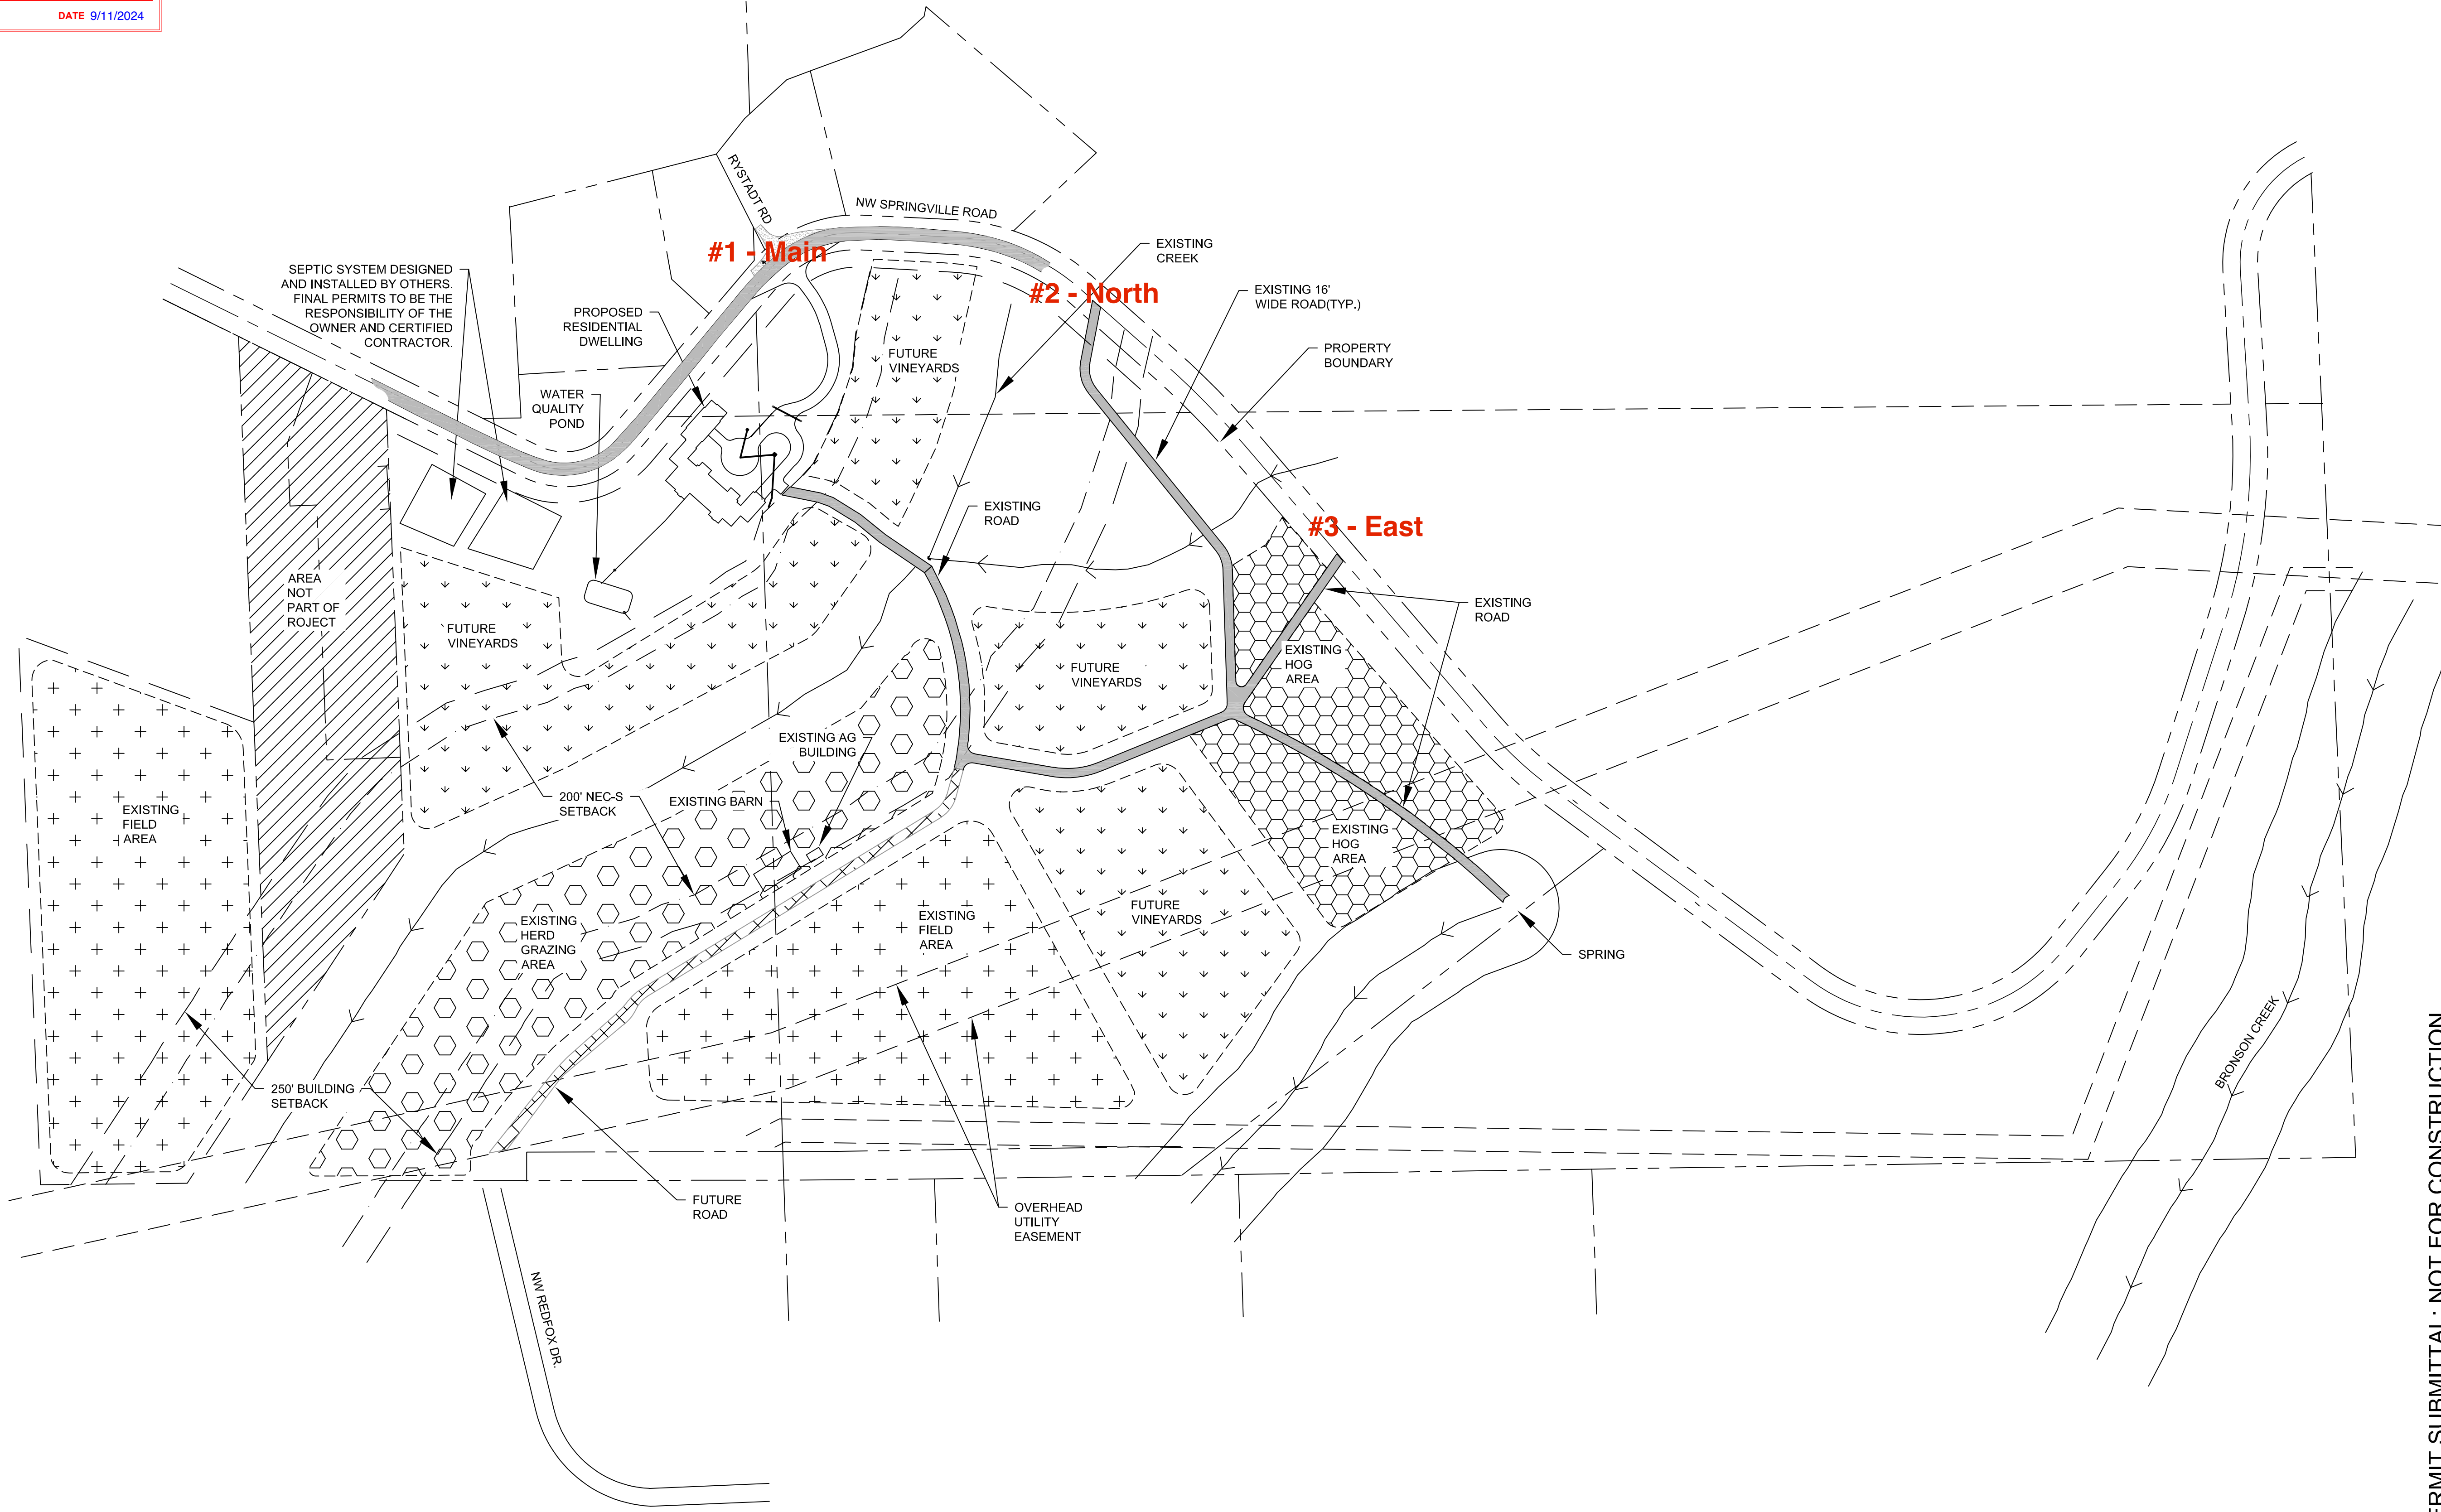 DATE 9/11/2024
RYSTADT RD
NW SPRINGVILLE ROAD
#1 - Main
EXISTING
CREEK
SEPTIC SYSTEM DESIGNED
AND INSTALLED BY OTHERS.
FINAL PERMITS TO BE THE
RESPONSIBILITY OF THE
OWNER AND CERTIFIED
CONTRACTOR.
#2 - North
EXISTING 16'
WIDE ROAD(TYP.)
PROPOSED
RESIDENTIAL
DWELLING
FUTURE
VINEYARDS
PROPERTY
BOUNDARY
WATER
QUALITY
POND
EXISTING
ROAD
#3 - East
AREA
NOT
PART OF
ROJECT
FUTURE
VINEYARDS
EXISTING
ROAD
EXISTING
HOG
AREA
FUTURE
VINEYARDS
EXISTING AG
BUILDING
200' NEC-S
SETBACK
EXISTING BARN
EXISTING
FIELD
AREA
EXISTING
HOG
AREA
EXISTING
HERD
GRAZING
AREA
EXISTING
FIELD
AREA
FUTURE
VINEYARDS
SPRING
250' BUILDING
SETBACK
BRONSON CREEK
FUTURE
ROAD
OVERHEAD
UTILITY
EASEMENT
NW REDFOX DR.
ERMIT SUBMITTAL · NOT FOR CONSTRUCTION